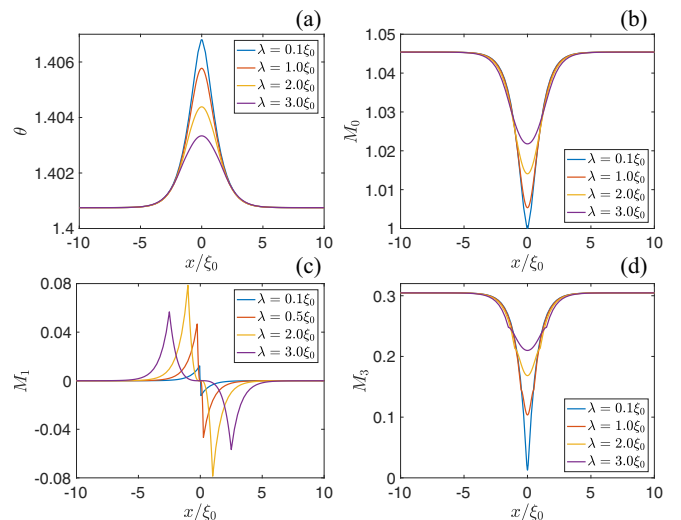 (a)
1.406
1.404
1.402
1.4
θ
λ = 0.1ξ₀
λ = 1.0ξ₀
λ = 2.0ξ₀
λ = 3.0ξ₀
-10 -5 0 5 10
x/ξ₀
(b)
1.05
1.04
1.03
1.02
1.01
1
M₀
λ = 0.1ξ₀
λ = 1.0ξ₀
λ = 2.0ξ₀
λ = 3.0ξ₀
-10 -5 0 5 10
x/ξ₀
(c)
0.08
0.04
0
-0.04
-0.08
M₁
λ = 0.1ξ₀
λ = 0.5ξ₀
λ = 2.0ξ₀
λ = 3.0ξ₀
-10 -5 0 5 10
x/ξ₀
(d)
0.3
0.2
0.1
0
M₃
λ = 0.1ξ₀
λ = 1.0ξ₀
λ = 2.0ξ₀
λ = 3.0ξ₀
-10 -5 0 5 10
x/ξ₀